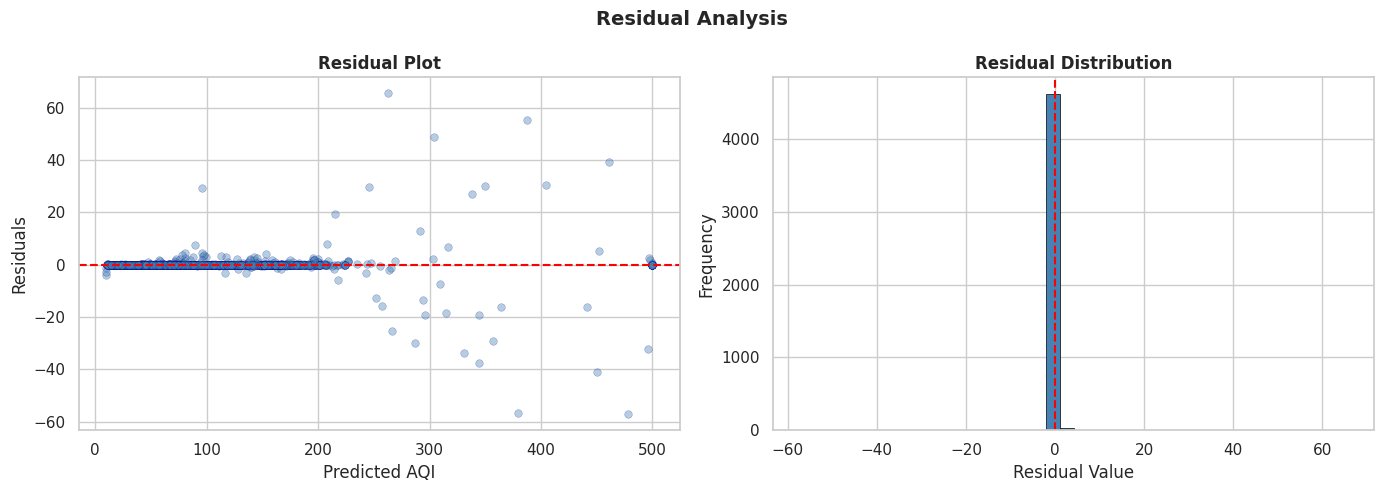 Residual Analysis
Residual Plot
Residuals
60
40
20
0
−20
−40
−60
0 100 200 300 400 500
Predicted AQI
Residual Distribution
Frequency
4000
3000
2000
1000
0
−60 −40 −20 0 20 40 60
Residual Value